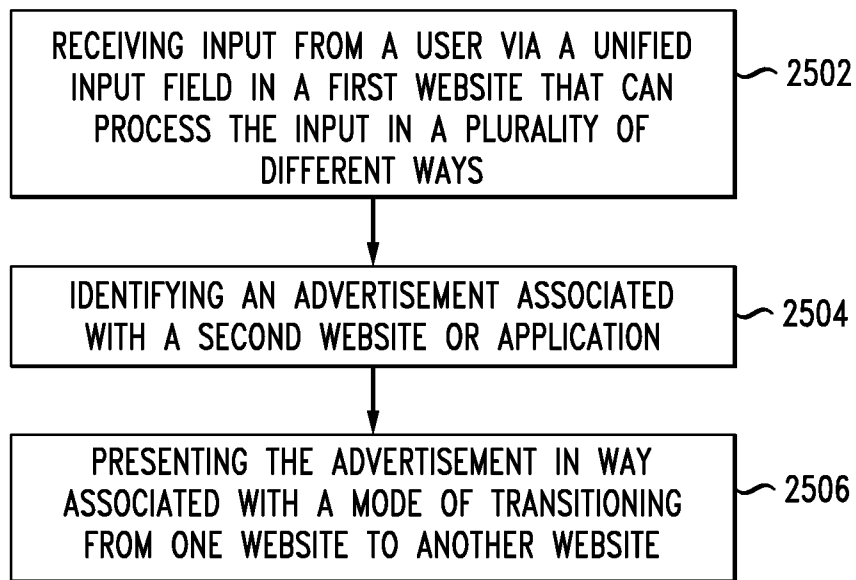 RECEIVING INPUT FROM A USER VIA A UNIFIED
INPUT FIELD IN A FIRST WEBSITE THAT CAN
PROCESS THE INPUT IN A PLURALITY OF
DIFFERENT WAYS
2502
IDENTIFYING AN ADVERTISEMENT ASSOCIATED
WITH A SECOND WEBSITE OR APPLICATION
2504
PRESENTING THE ADVERTISEMENT IN WAY
ASSOCIATED WITH A MODE OF TRANSITIONING
FROM ONE WEBSITE TO ANOTHER WEBSITE
2506